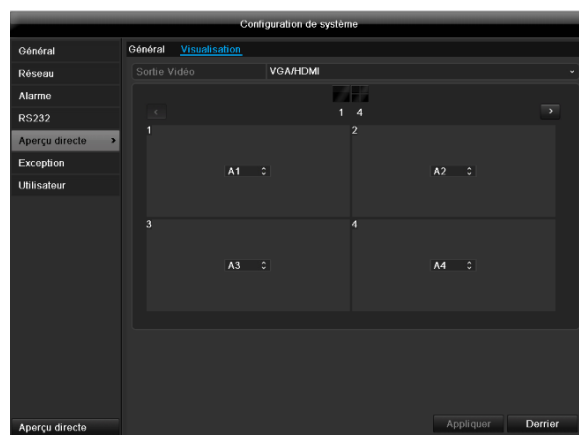 Configuration de système
Général
Réseau
Alarme
RS232
Aperçu directe >
Exception
Utilisateur
Aperçu directe
Général Visualisation
Sortie Vidéo VGA/HDMI
1 4
< >
1 2
A1 A2
3 4
A3 A4
Appliquer Derrier